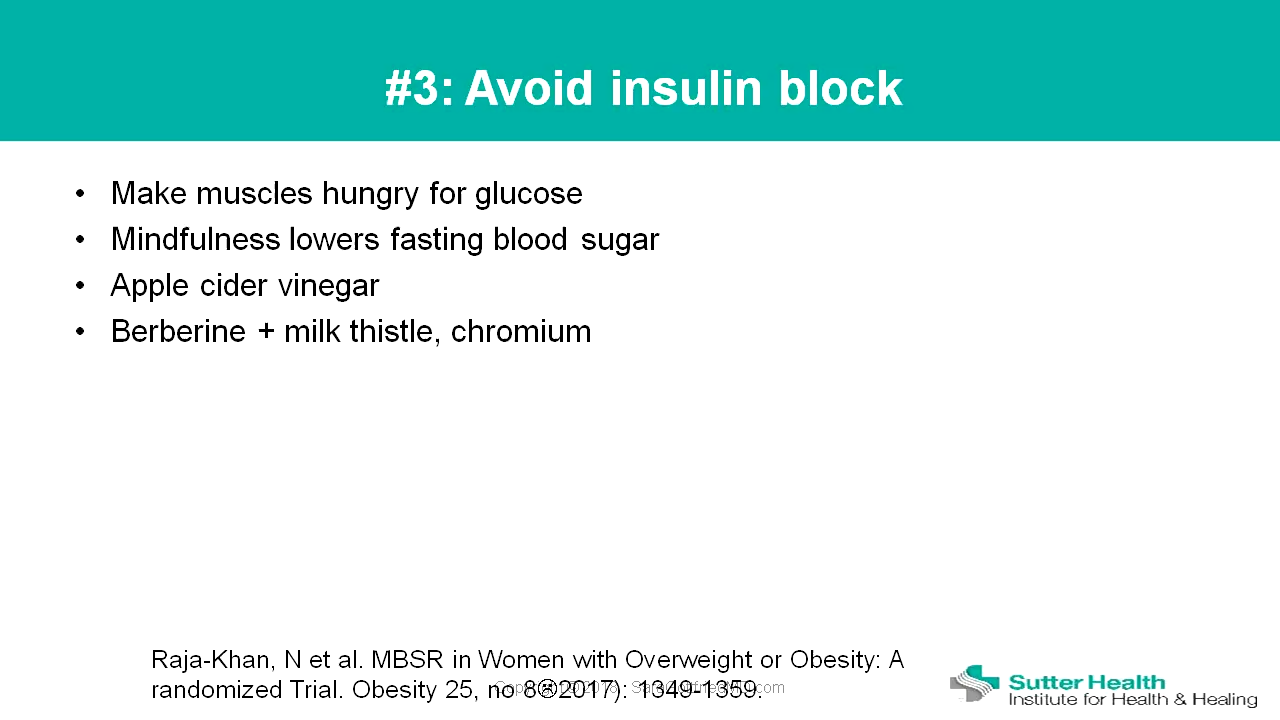 #3: Avoid insulin block
• Make muscles hungry for glucose
• Mindfulness lowers fasting blood sugar
• Apple cider vinegar
• Berberine + milk thistle, chromium
Raja-Khan, N et al. MBSR in Women with Overweight or Obesity: A
randomized Trial. Obesity 25, no 8 (2017): 1349-1359.
Sutter Health
Institute for Health & Healing